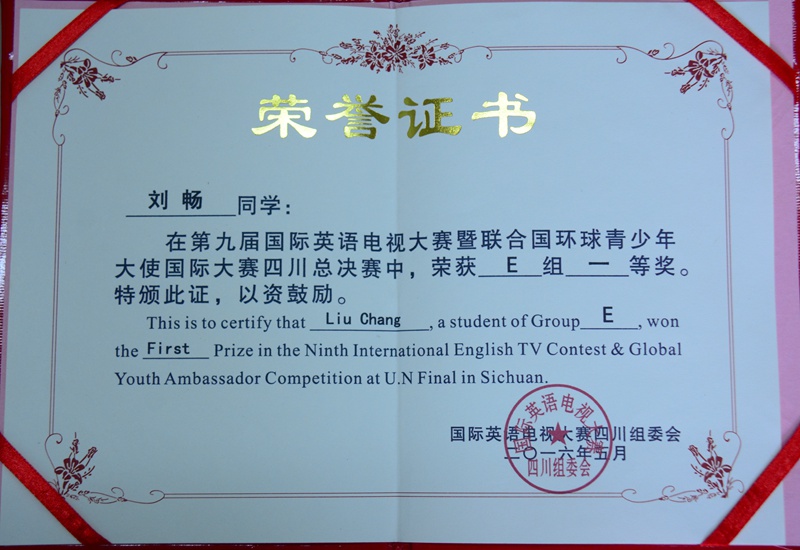 荣誉证书
刘 畅 同学：
在第九届国际英语电视大赛暨联合国环球青少年
大使国际大赛四川总决赛中，荣获 E 组 一 等奖。
特颁此证，以资鼓励。
This is to certify that Liu Chang, a student of Group E, won
the First Prize in the Ninth International English TV Contest & Global
Youth Ambassador Competition at U.N Final in Sichuan.
国际英语电视大赛四川组委会
二〇一六年五月
国际英语电视大赛
四川组委会